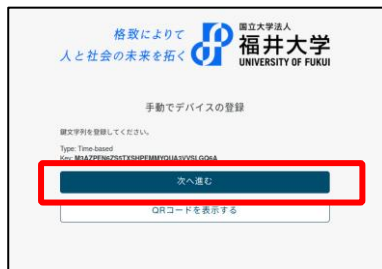 格致によりて
人と社会の未来を拓く
国立大学法人
福井大学
UNIVERSITY OF FUKUI
手動でデバイスの登録
鍵文字列を登録してください。
Type: Time-based
Key:
次へ進む
QRコードを表示する